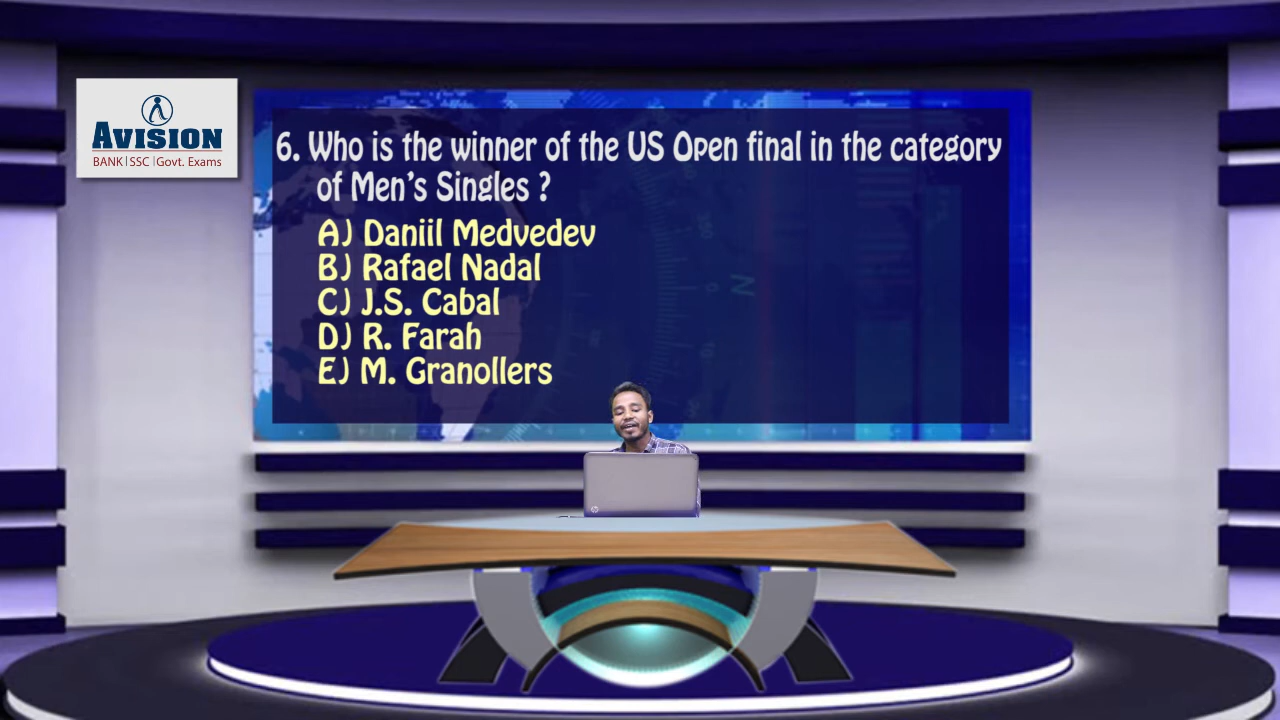 AVISION
BANK|SSC|Govt. Exams
6. Who is the winner of the US Open final in the category
of Men's Singles ?
A) Daniil Medvedev
B) Rafael Nadal
C) J.S. Cabal
D) R. Farah
E) M. Granollers
hp